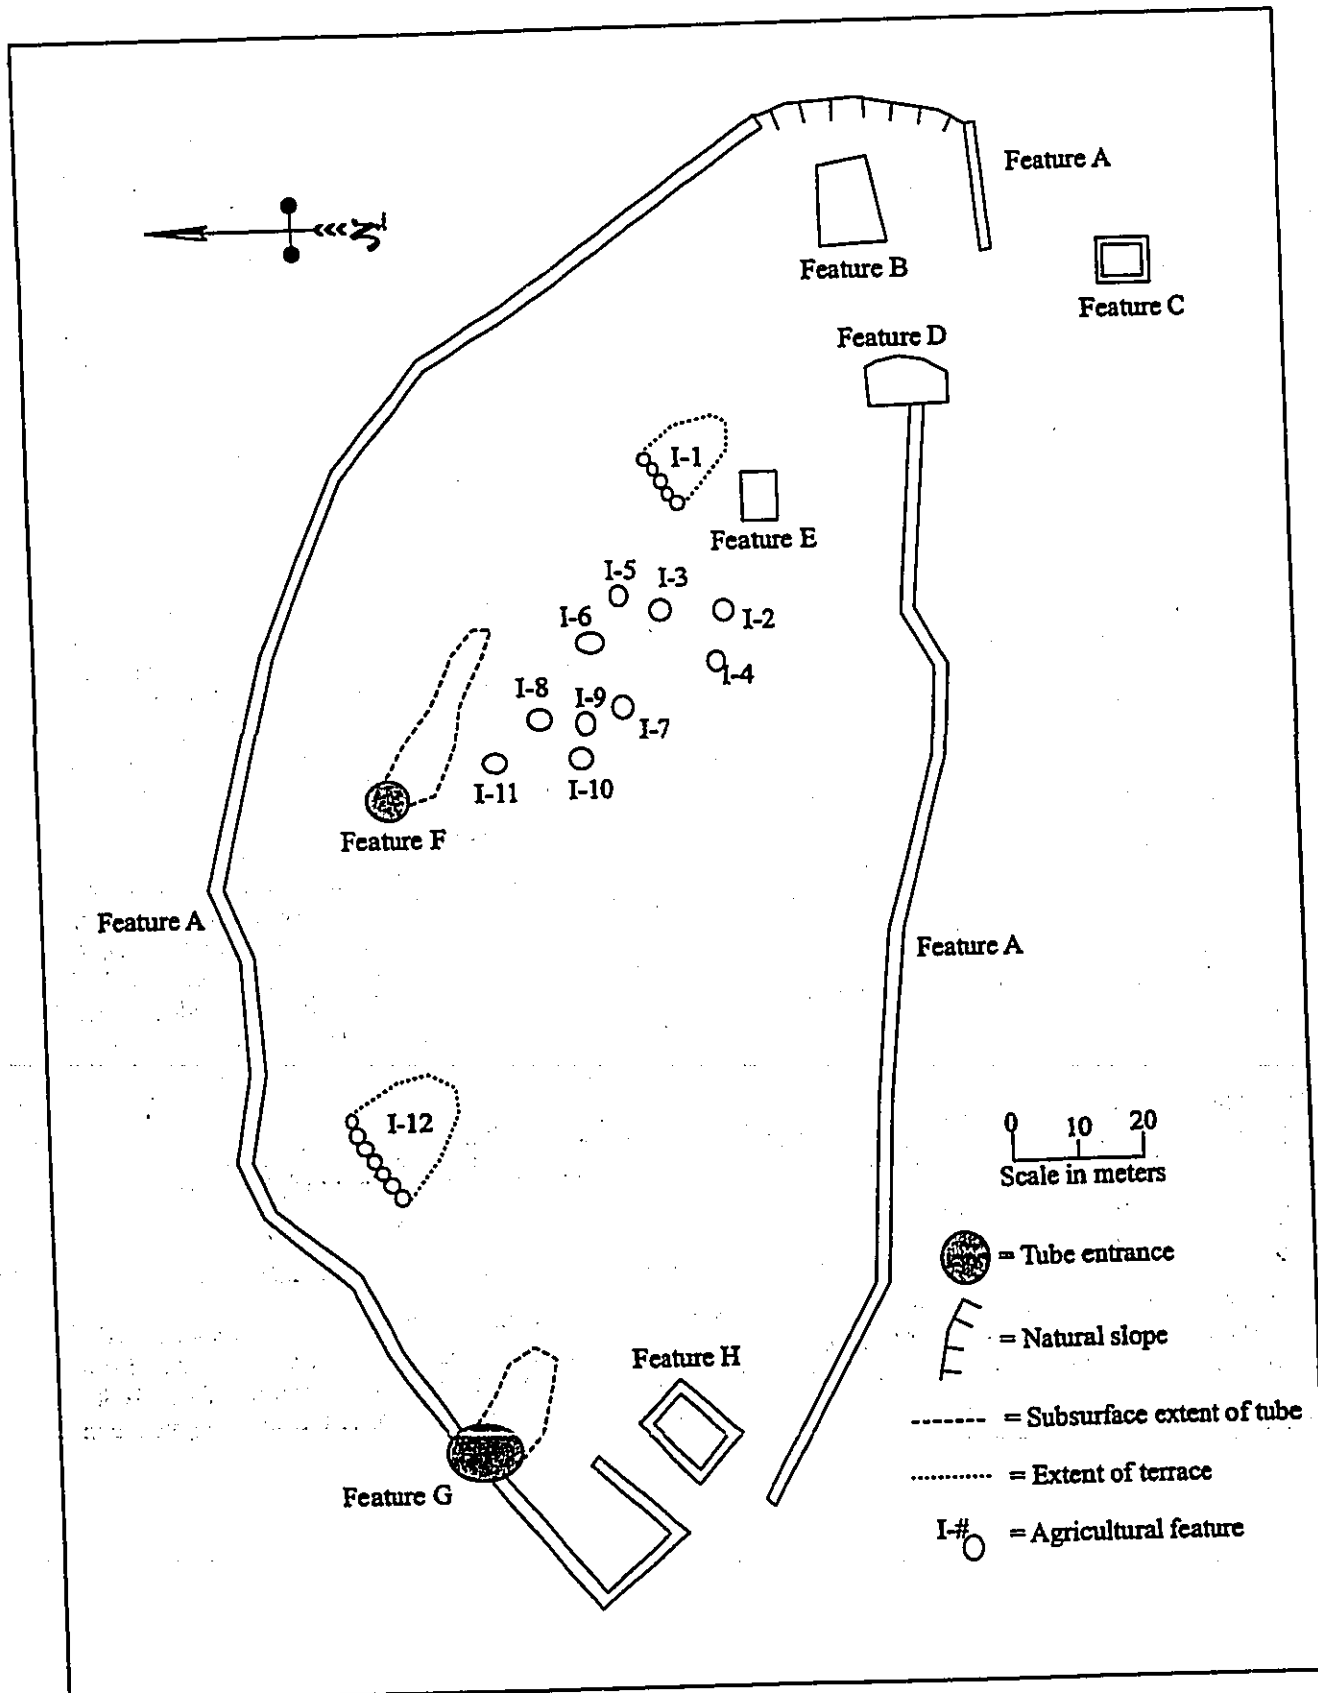 Feature A
Feature B
Feature C
Feature D
I-1
Feature E
I-5
I-3
I-6
I-2
I-4
I-8
I-9
I-7
I-11
I-10
Feature F
Feature A
Feature A
I-12
0 10 20
Scale in meters
= Tube entrance
= Natural slope
Feature H
= Subsurface extent of tube
= Extent of terrace
Feature G
I-#
= Agricultural feature